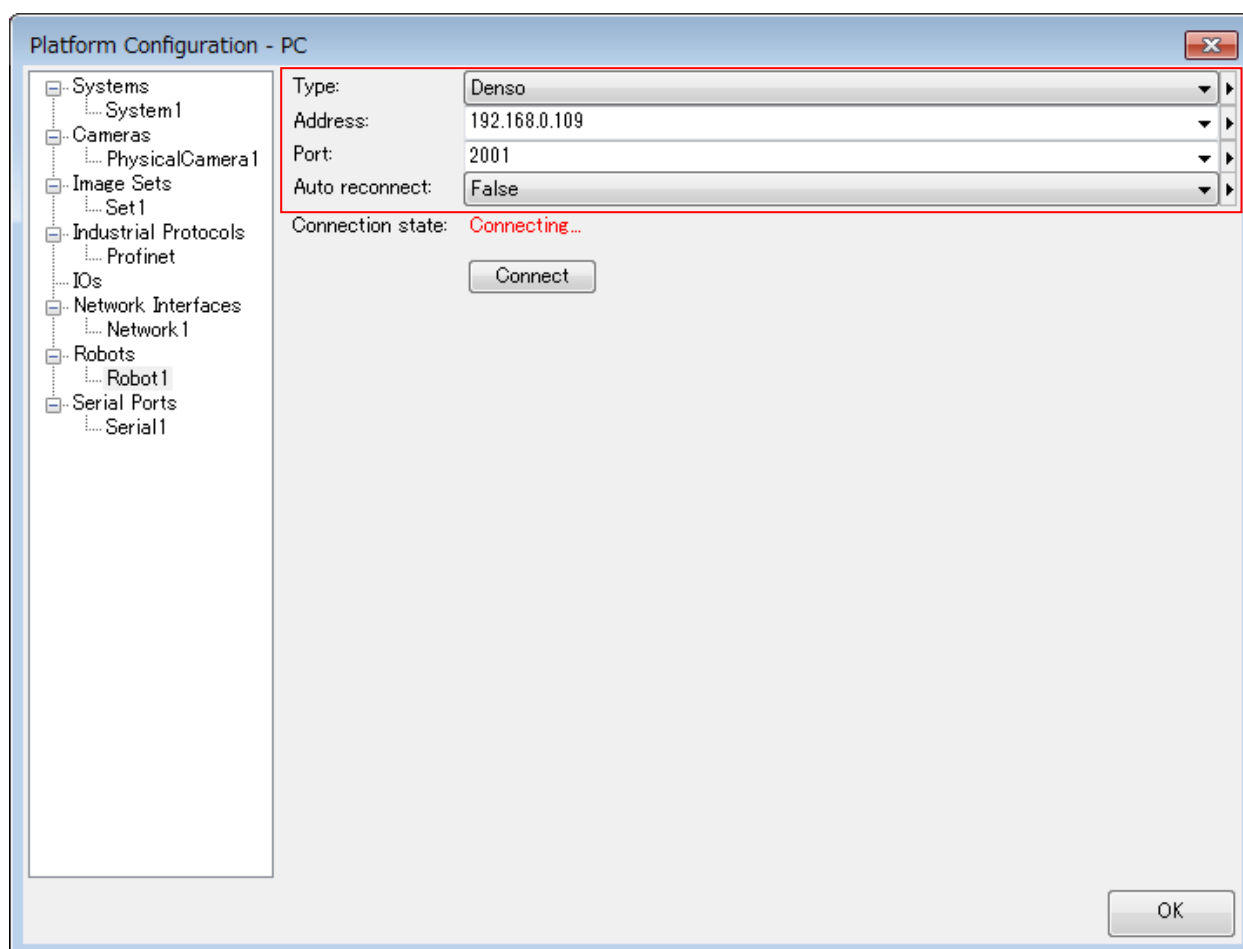 Platform Configuration - PC
Systems
System1
Cameras
PhysicalCamera1
Image Sets
Set1
Industrial Protocols
Profinet
IOs
Network Interfaces
Network1
Robots
Robot1
Serial Ports
Serial1
Type: Denso
Address: 192.168.0.109
Port: 2001
Auto reconnect: False
Connection state: Connecting...
Connect
OK